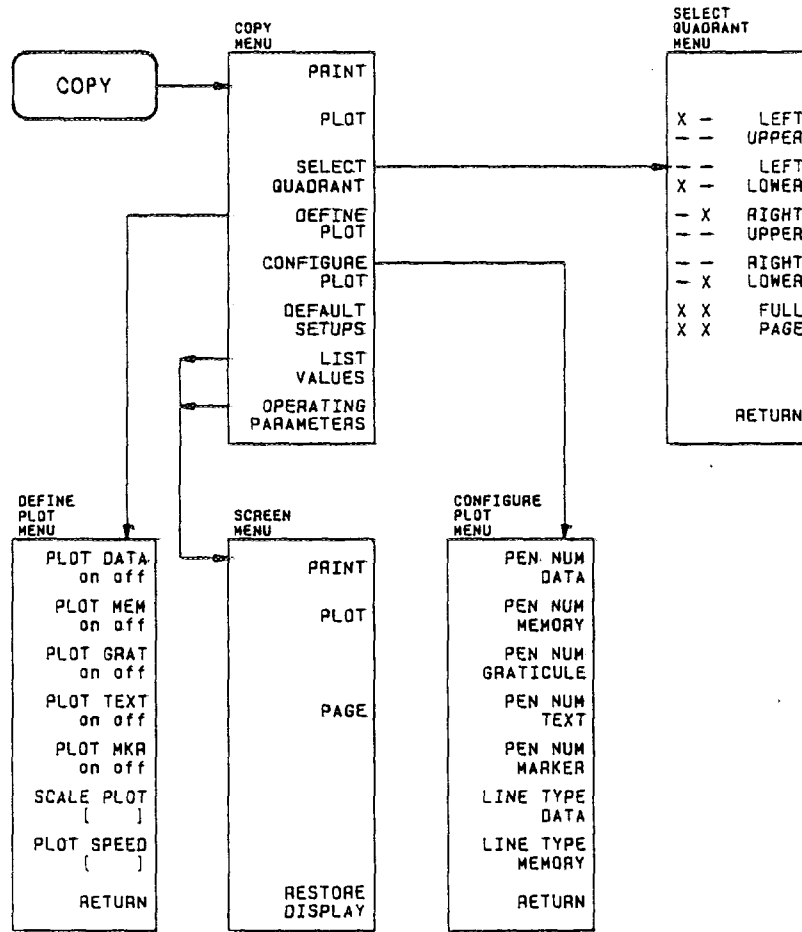 COPY
COPY
MENU
PRINT
PLOT
SELECT
QUADRANT
DEFINE
PLOT
CONFIGURE
PLOT
DEFAULT
SETUPS
LIST
VALUES
OPERATING
PARAMETERS
SELECT
QUADRANT
MENU
X - LEFT
- - UPPER
- - LEFT
X - LOWER
- X RIGHT
- - UPPER
- - RIGHT
- X LOWER
X X FULL
X X PAGE
RETURN
DEFINE
PLOT
MENU
PLOT DATA
on off
PLOT MEM
on off
PLOT GRAT
on off
PLOT TEXT
on off
PLOT MKR
on off
SCALE PLOT
[ ]
PLOT SPEED
[ ]
RETURN
SCREEN
MENU
PRINT
PLOT
PAGE
RESTORE
DISPLAY
CONFIGURE
PLOT
MENU
PEN NUM
DATA
PEN NUM
MEMORY
PEN NUM
GRATICULE
PEN NUM
TEXT
PEN NUM
MARKER
LINE TYPE
DATA
LINE TYPE
MEMORY
RETURN